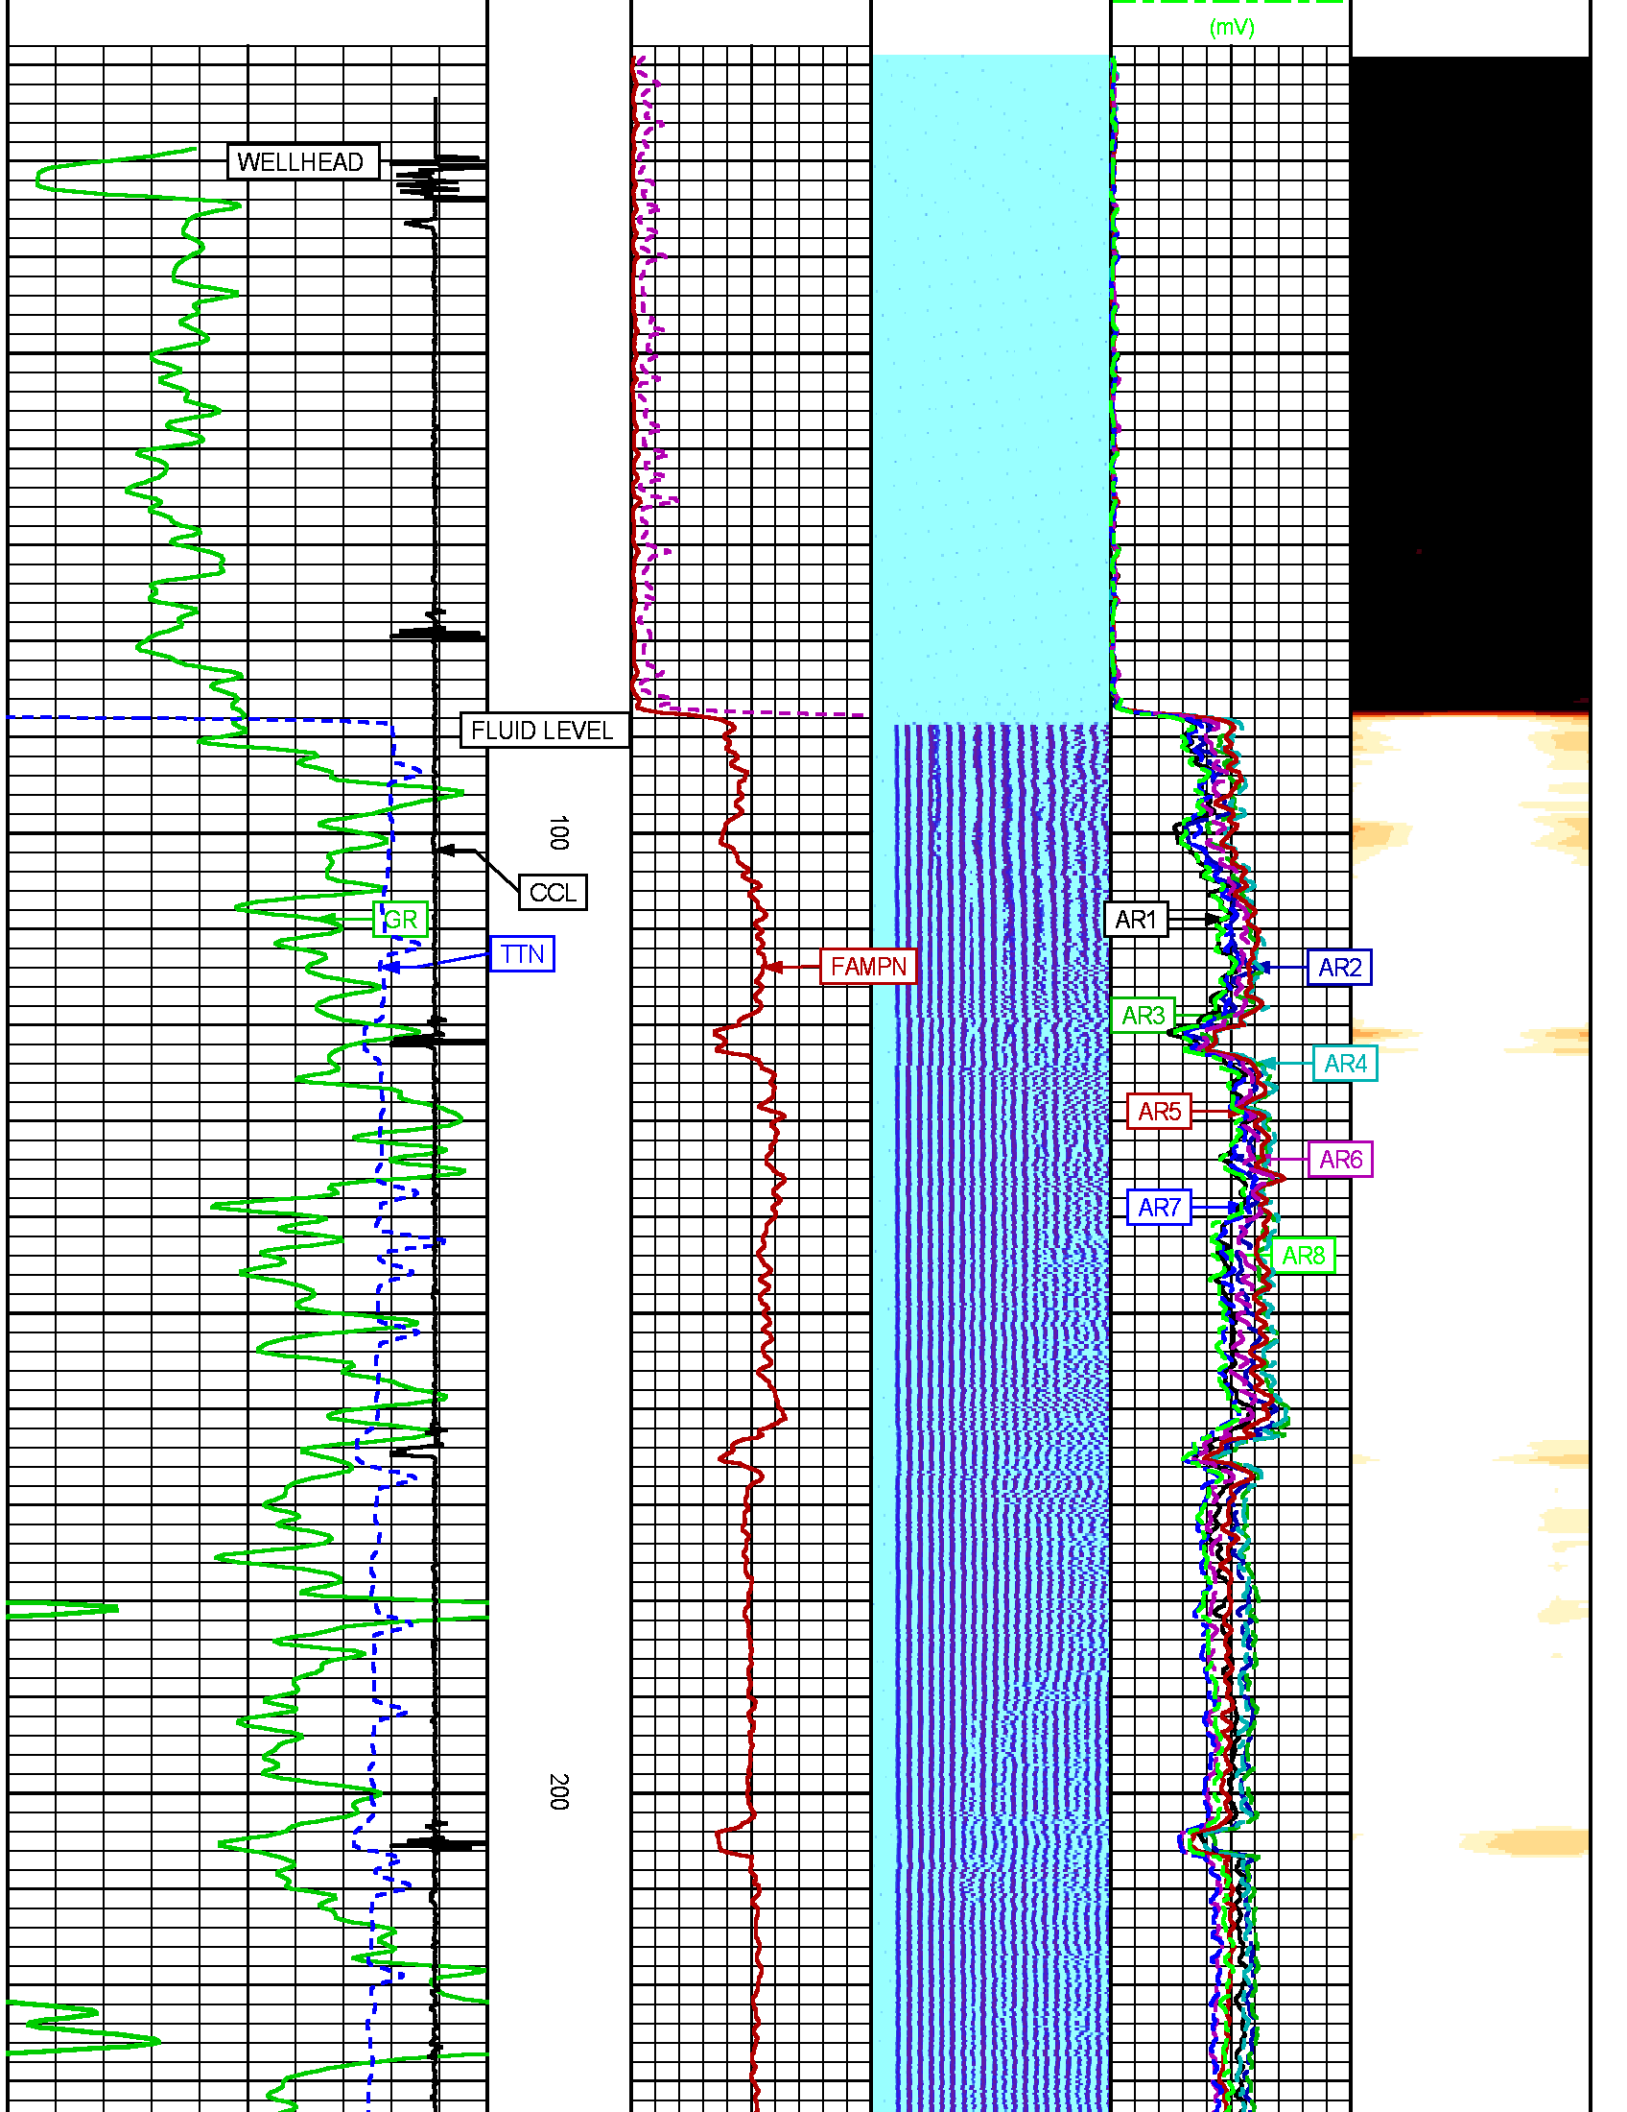 (mV)
WELLHEAD
FLUID LEVEL
100
CCL
GR
AR1
TTN
FAMPN
AR2
AR3
AR4
AR5
AR6
AR7
AR8
200